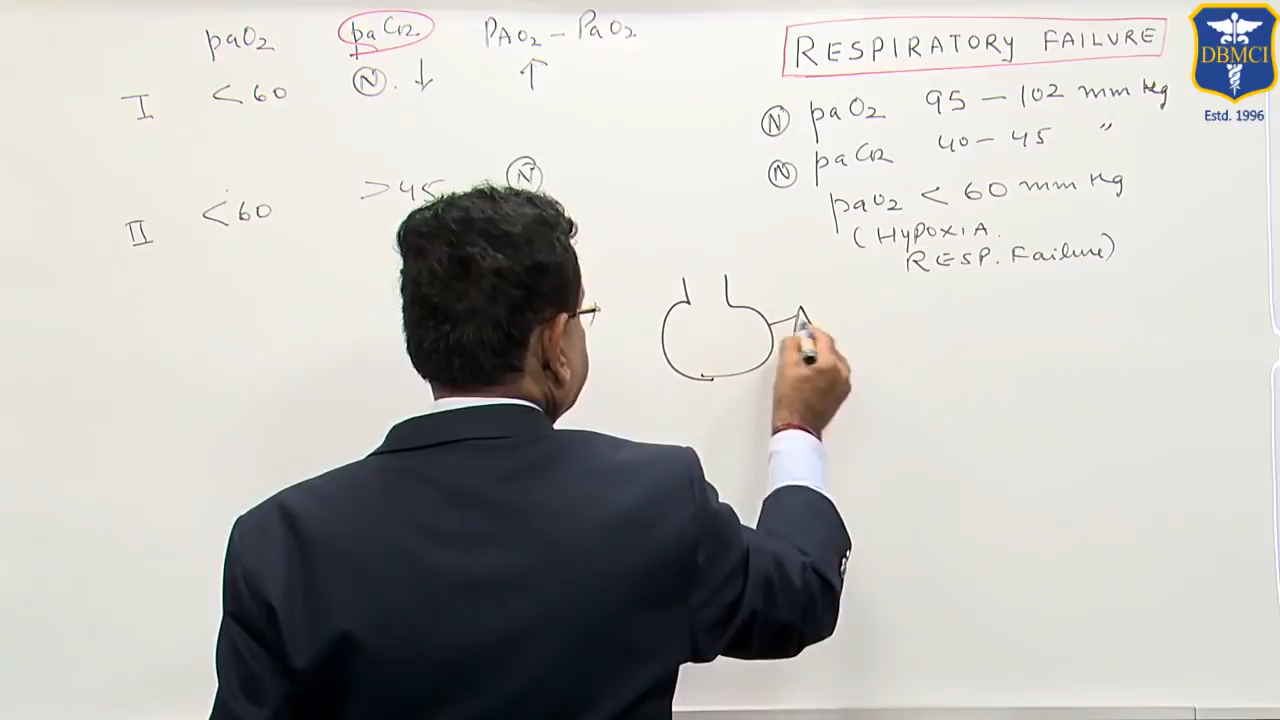 paO2 paCO2 PAO2 – PaO2
I <60 (N). ↓ ↑
II <60 >45 (N)
RESPIRATORY FAILURE
(N) paO2 95 – 102 mm Hg
(N) paCO2 40 – 45 "
paO2 < 60 mm Hg
(HYPOXIA.
RESP. Failure)
DBMCI
Estd. 1996